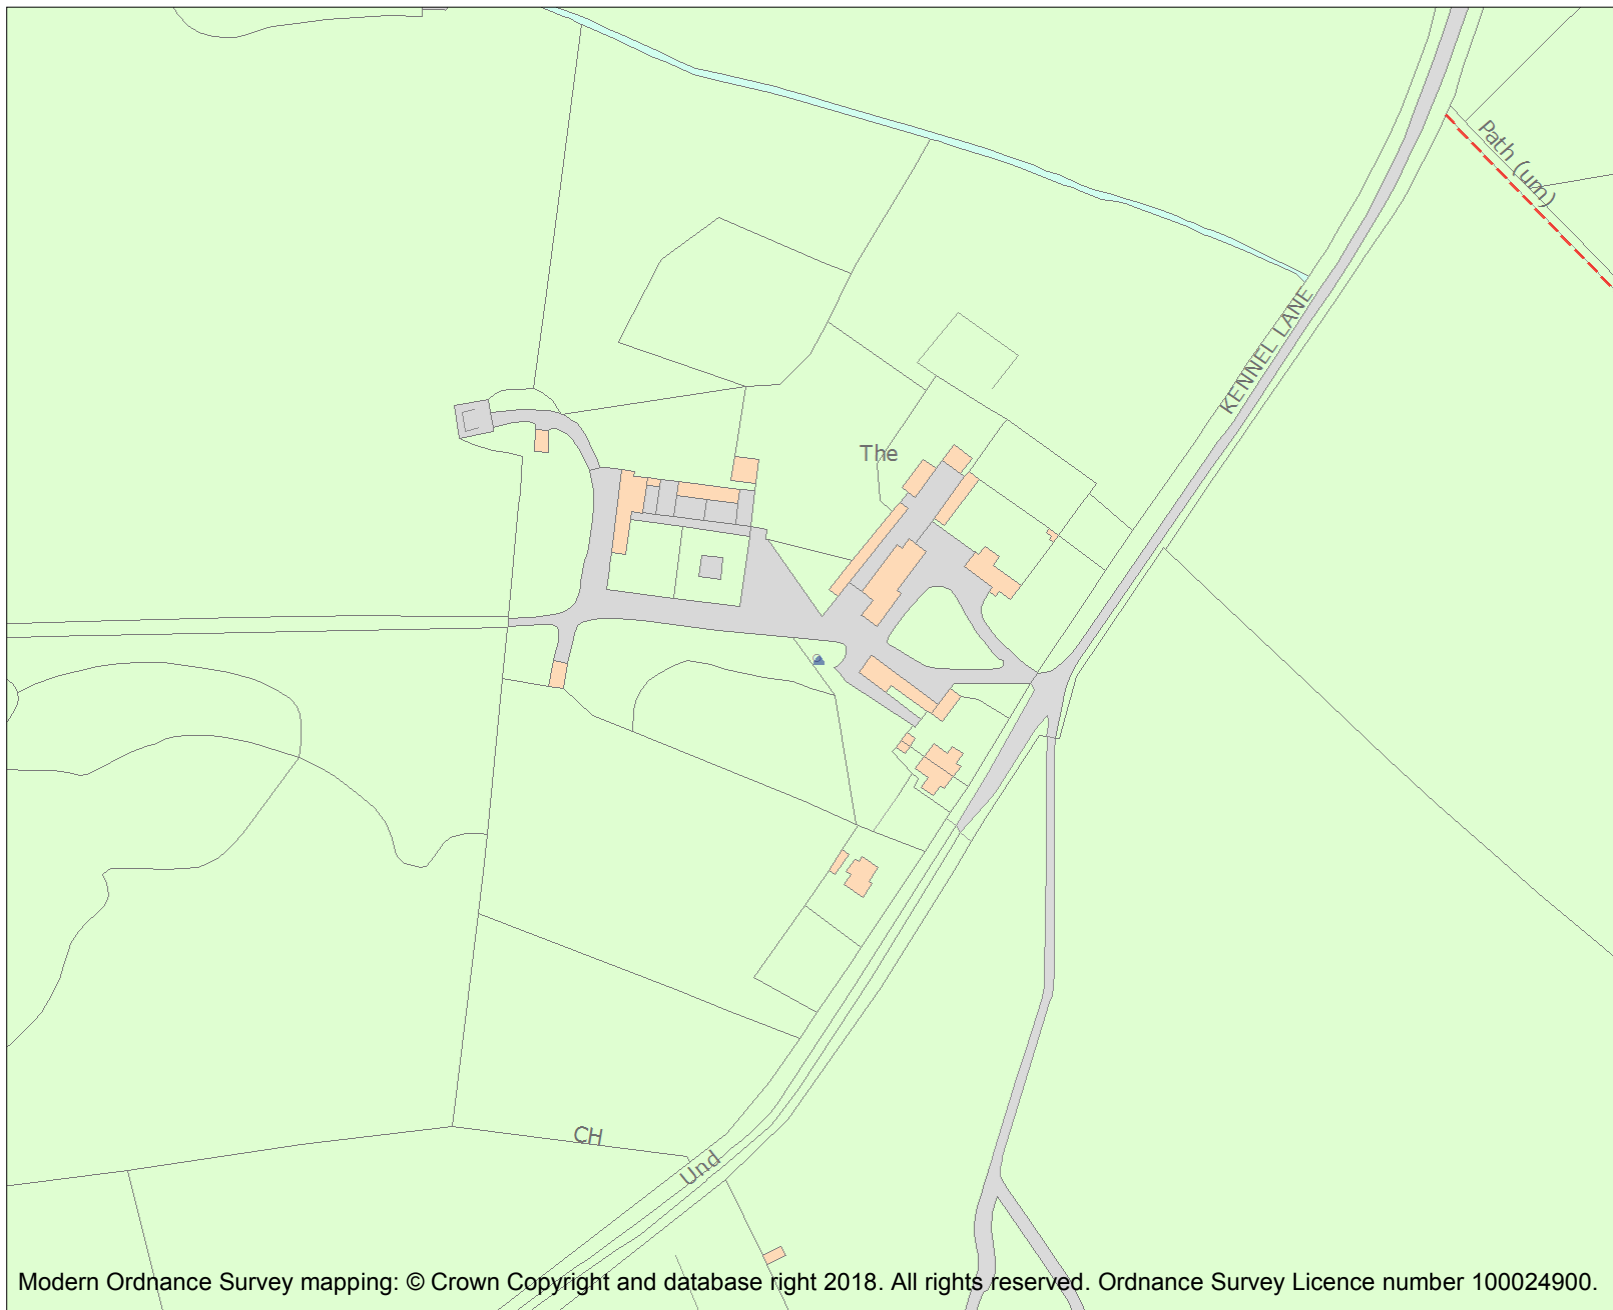 Path (um)
KENNEL LANE
The
CH
Und
Modern Ordnance Survey mapping: © Crown Copyright and database right 2018. All rights reserved. Ordnance Survey Licence number 100024900.